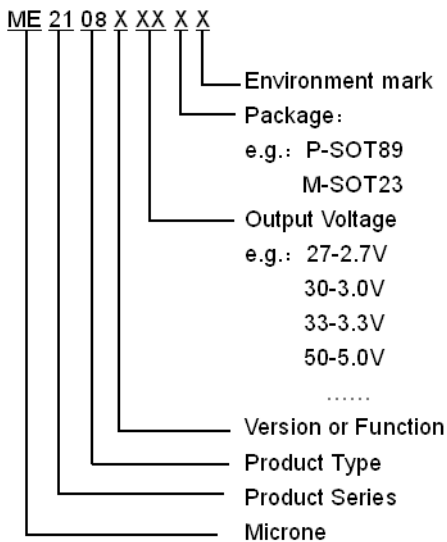 ME 21 08 X XX X X
Environment mark
Package：
e.g.：P-SOT89
M-SOT23
Output Voltage
e.g.：27-2.7V
30-3.0V
33-3.3V
50-5.0V
......
Version or Function
Product Type
Product Series
Microne